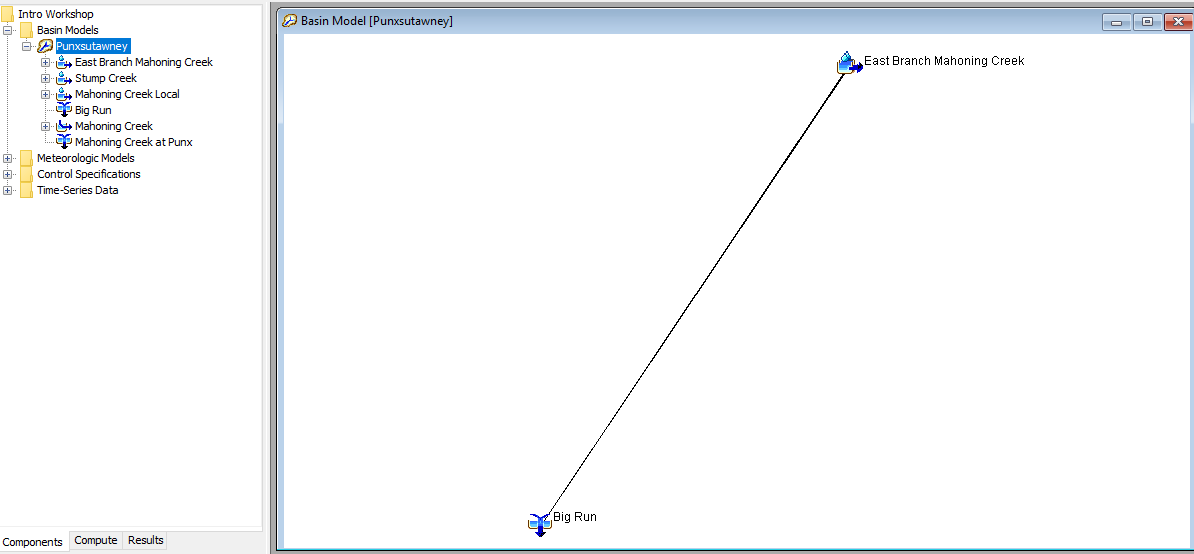 Intro Workshop
Basin Models
Punxsutawney
East Branch Mahoning Creek
Stump Creek
Mahoning Creek Local
Big Run
Mahoning Creek
Mahoning Creek at Punx
Meteorologic Models
Control Specifications
Time-Series Data
Components Compute Results
Basin Model [Punxsutawney]
East Branch Mahoning Creek
Big Run